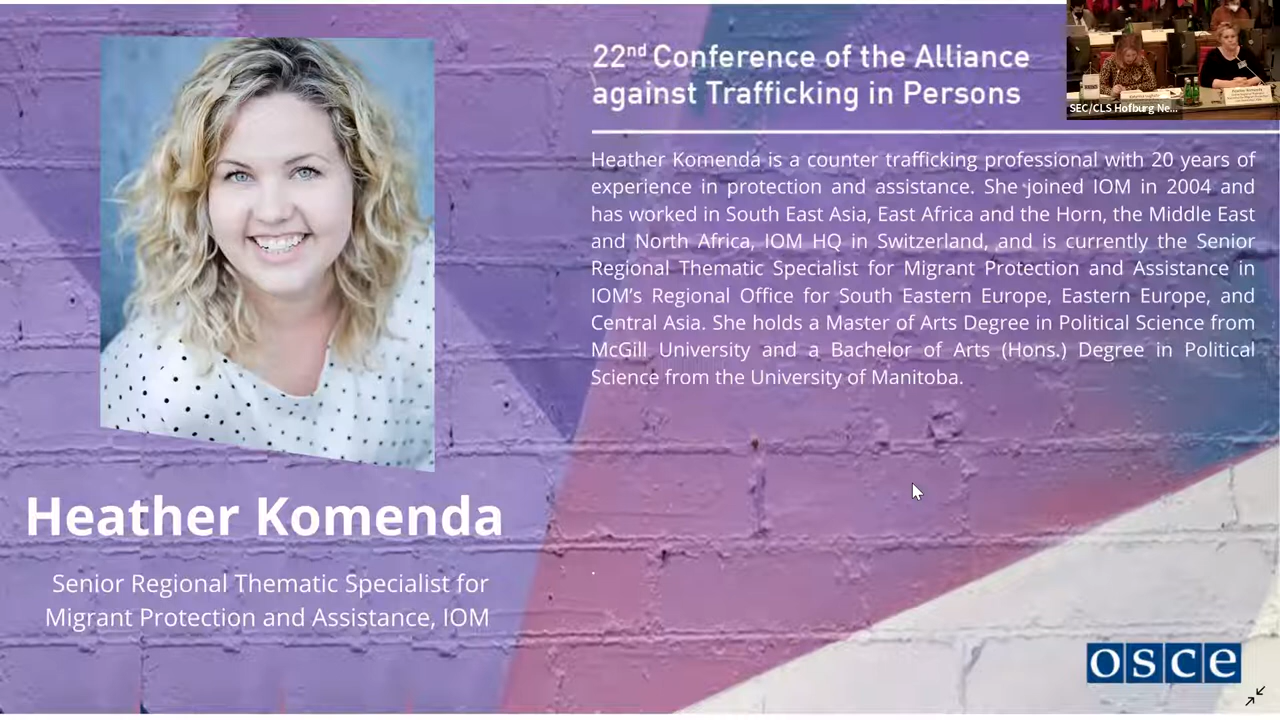 22nd Conference of the Alliance
against Trafficking in Persons
SEC/CLS Hofburg Ne...
Heather Komenda is a counter trafficking professional with 20 years of
experience in protection and assistance. She joined IOM in 2004 and
has worked in South East Asia, East Africa and the Horn, the Middle East
and North Africa, IOM HQ in Switzerland, and is currently the Senior
Regional Thematic Specialist for Migrant Protection and Assistance in
IOM's Regional Office for South Eastern Europe, Eastern Europe, and
Central Asia. She holds a Master of Arts Degree in Political Science from
McGill University and a Bachelor of Arts (Hons.) Degree in Political
Science from the University of Manitoba.
.
Heather Komenda
Senior Regional Thematic Specialist for
Migrant Protection and Assistance, IOM
osce